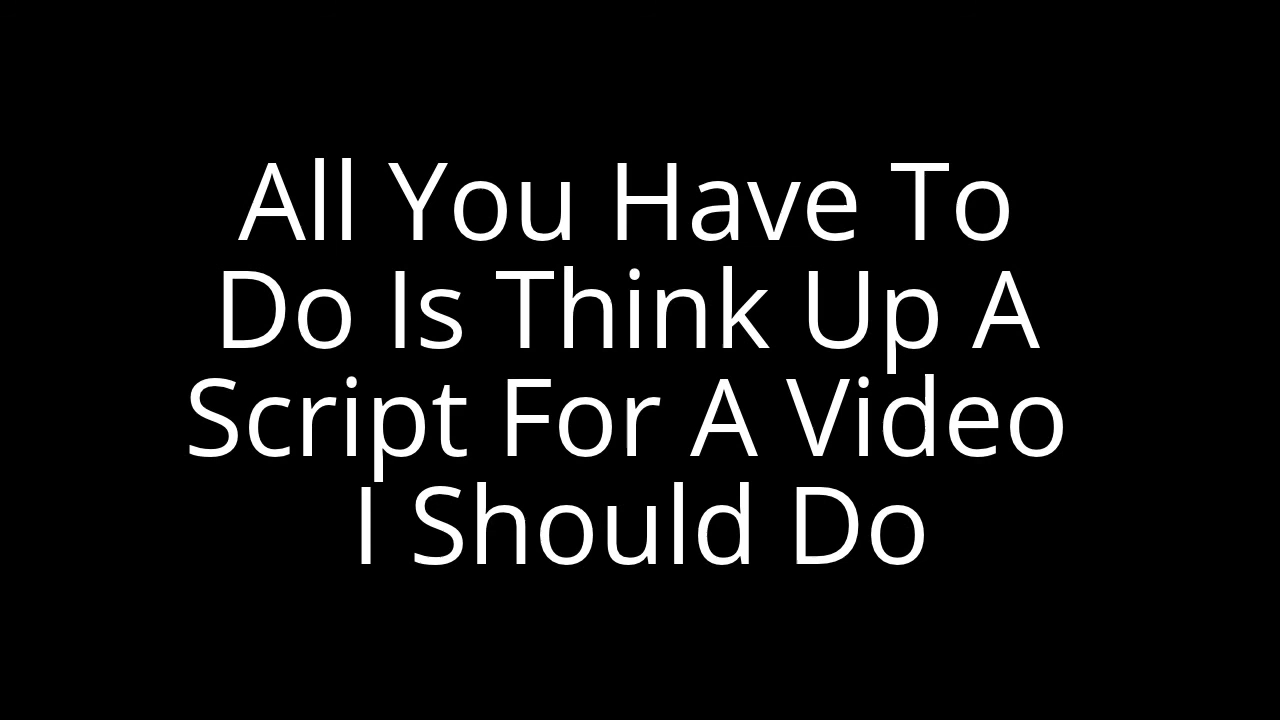 All You Have To
Do Is Think Up A
Script For A Video
I Should Do